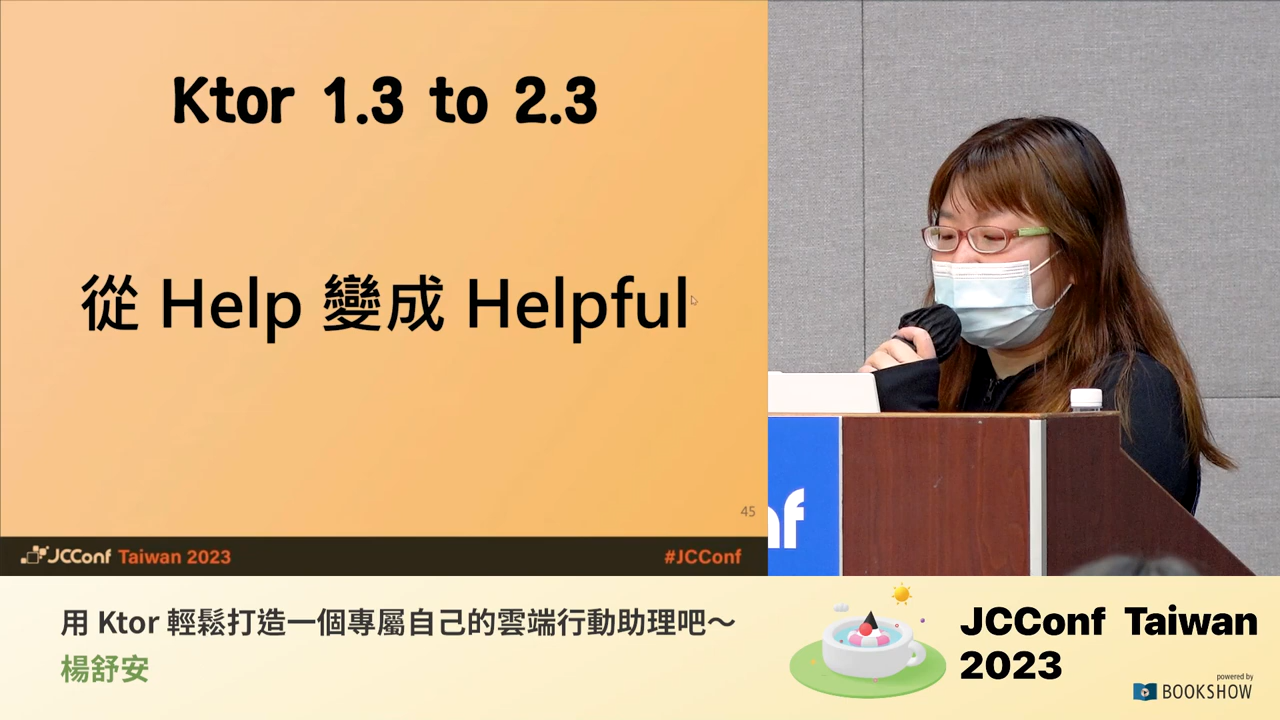 Ktor 1.3 to 2.3
從 Help 變成 Helpful
45
JCConf Taiwan 2023
#JCConf
nf
用 Ktor 輕鬆打造一個專屬自己的雲端行動助理吧～
楊舒安
JCConf Taiwan
2023
powered by
BOOKSHOW